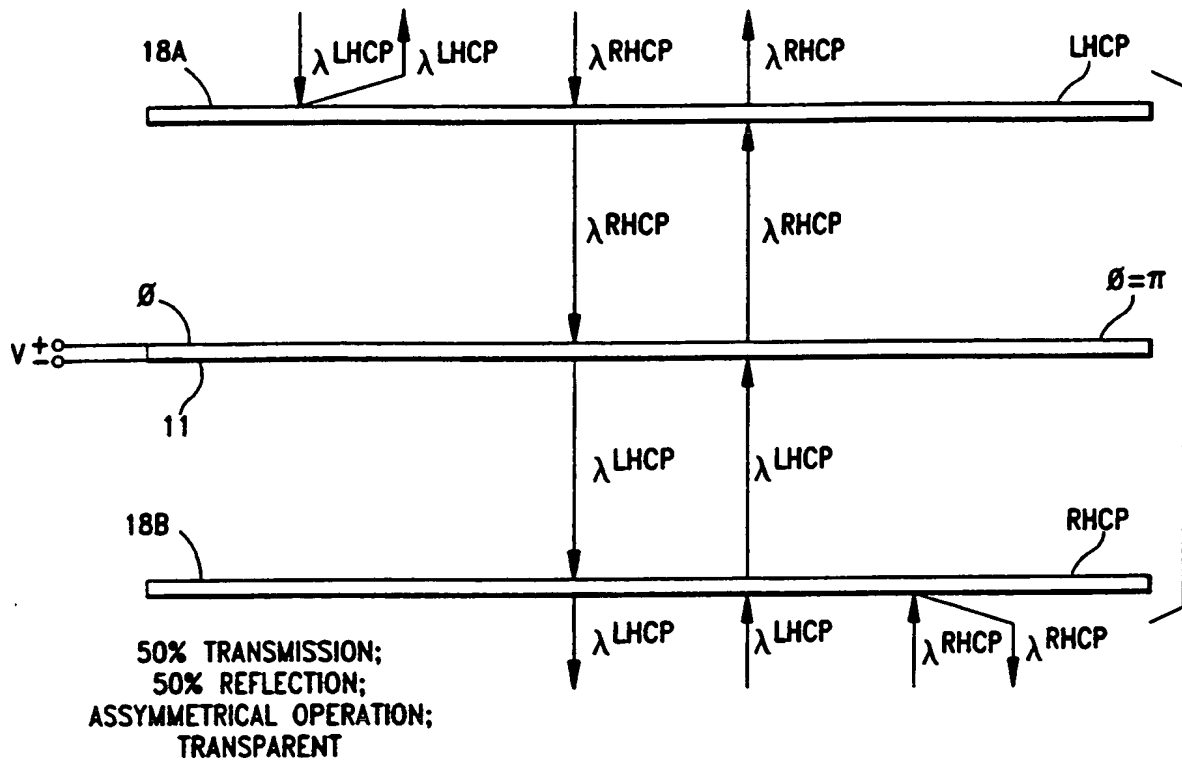 18A
λLHCP
λLHCP
λRHCP
λRHCP
LHCP
λRHCP
λRHCP
Ø
Ø=π
V + −
11
λLHCP
λLHCP
18B
RHCP
λLHCP
λLHCP
λRHCP
λRHCP
50% TRANSMISSION;
50% REFLECTION;
ASSYMMETRICAL OPERATION;
TRANSPARENT